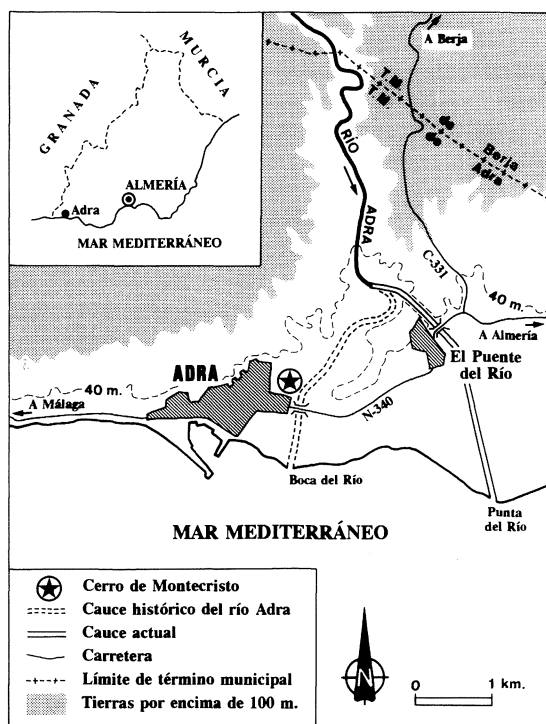 GRANADA
MURCIA
ALMERÍA
Adra
MAR MEDITERRÁNEO
A Berja
T.M. de Berja
T.M. de Adra
RÍO ADRA
C-331
40 m.
A Almería
El Puente
del Río
ADRA
40 m.
A Málaga
N-340
Boca del Río
Punta
del Río
MAR MEDITERRÁNEO
Cerro de Montecristo
Cauce histórico del río Adra
Cauce actual
Carretera
Límite de término municipal
Tierras por encima de 100 m.
N
0 1 km.